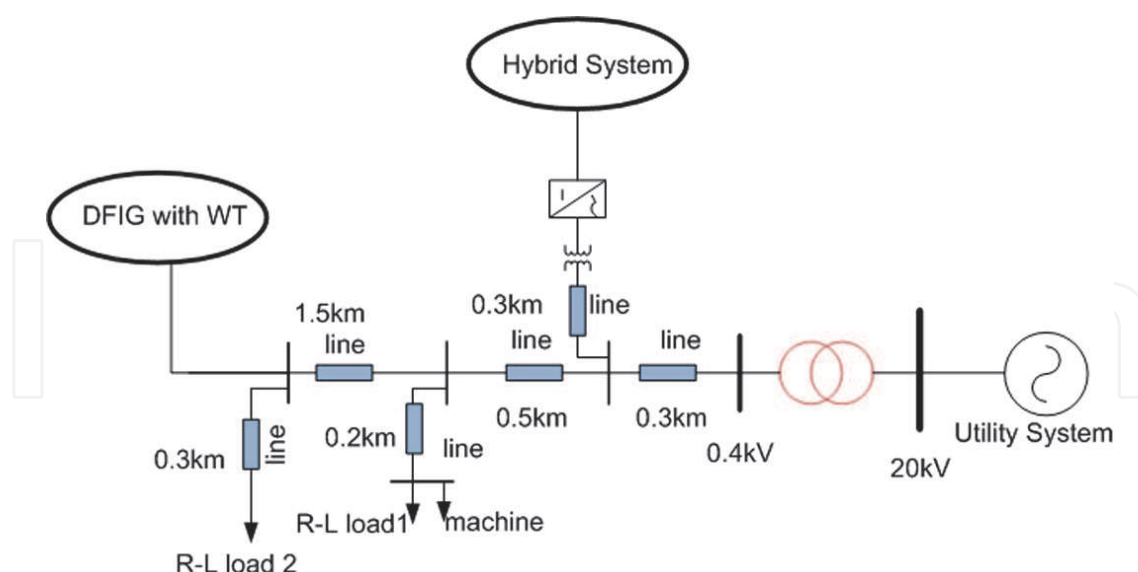 Hybrid System
DFIG with WT
1.5km
line
0.3km
line
line
line
0.5km
0.3km
0.4kV
20kV
Utility System
0.3km
line
0.2km
line
R-L load1
machine
R-L load 2